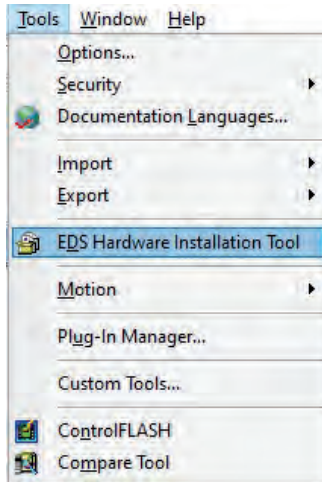 Tools Window Help
Options...
Security
Documentation Languages...
Import
Export
EDS Hardware Installation Tool
Motion
Plug-In Manager...
Custom Tools...
ControlFLASH
Compare Tool